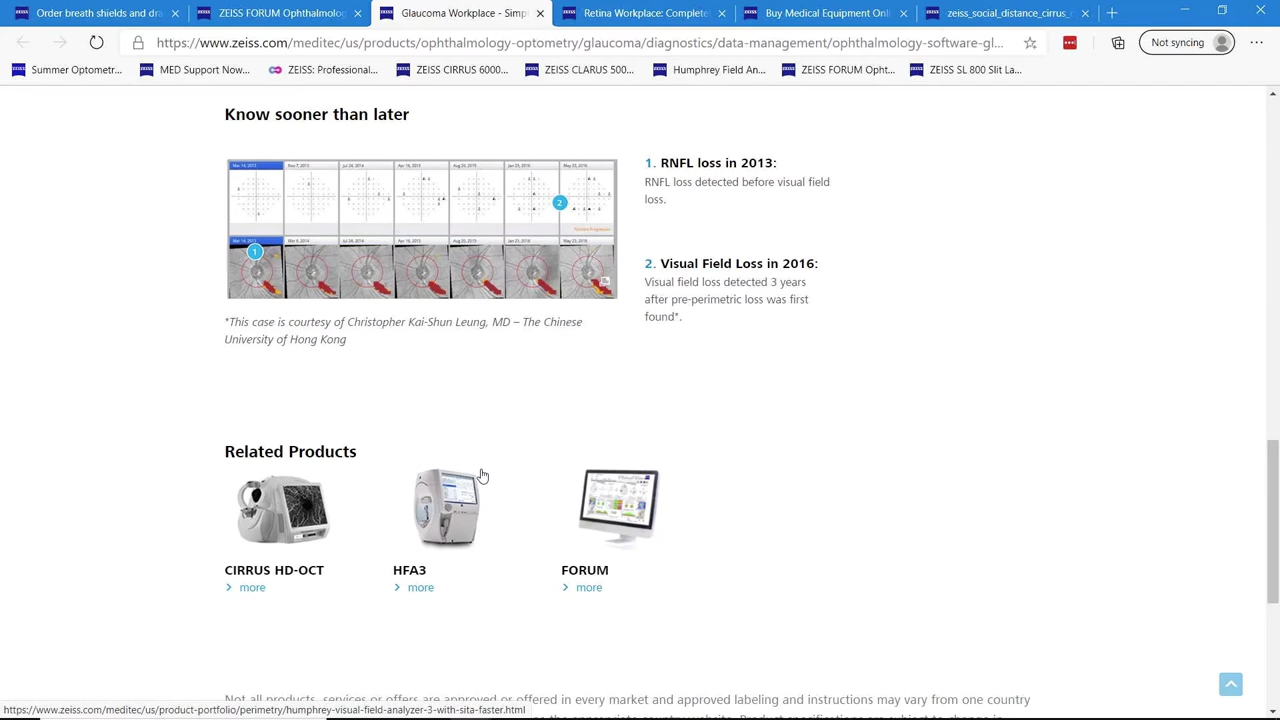 Order breath shields and dra
ZEISS FORUM Ophthalmolog
Glaucoma Workplace - Simpl
Retina Workplace: Complete
Buy Medical Equipment Onli
zeiss_social_distance_cirrus_
https://www.zeiss.com/meditec/us/products/ophthalmology-optometry/glaucoma/diagnostics/data-management/ophthalmology-software-gl...
Not syncing
Summer Optometr...
MED Support Now...
ZEISS: Professional...
ZEISS CIRRUS 6000...
ZEISS CLARUS 500...
Humphrey Field An...
ZEISS FORUM Opht...
ZEISS SL 800 Slit La...
Know sooner than later
1
2
1. RNFL loss in 2013:
RNFL loss detected before visual field
loss.
2. Visual Field Loss in 2016:
Visual field loss detected 3 years
after pre-perimetric loss was first
found*.
*This case is courtesy of Christopher Kai-Shun Leung, MD – The Chinese
University of Hong Kong
Related Products
CIRRUS HD-OCT
HFA3
FORUM
more
more
more
Not all products, services or offers are approved or offered in every market and approved labeling and instructions may vary from one country
https://www.zeiss.com/meditec/us/product-portfolio/perimetry/humphrey-visual-field-analyzer-3-with-sita-faster.html